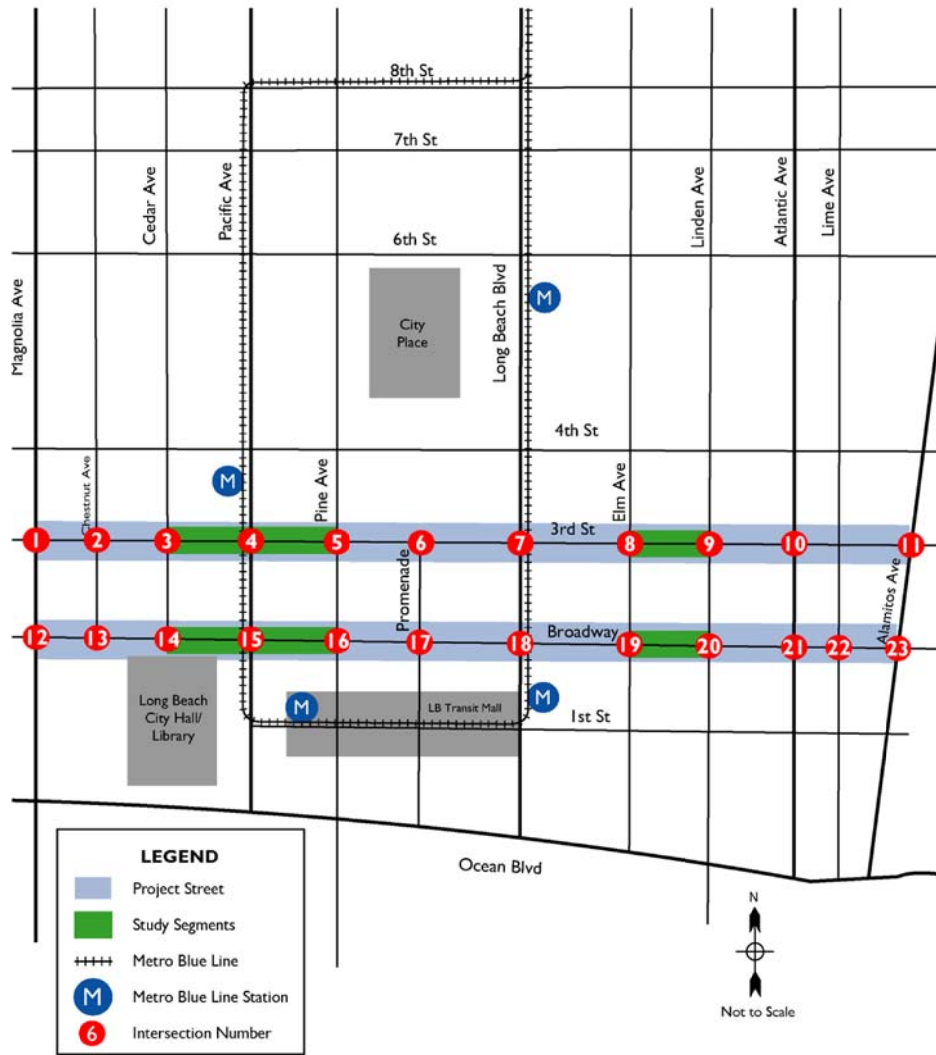 8th St
7th St
Cedar Ave
Pacific Ave
Linden Ave
Atlantic Ave
Lime Ave
6th St
Magnolia Ave
City
Place
Long Beach Blvd
M
4th St
Chestnut Ave
M
Pine Ave
Elm Ave
3rd St
1 2 3 4 5 6 7 8 9 10 11
Promenade
Alamitos Ave
Broadway
12 13 14 15 16 17 18 19 20 21 22 23
Long Beach
City Hall/
Library
M
LB Transit Mall
M
1st St
Ocean Blvd
LEGEND
Project Street
Study Segments
Metro Blue Line
M Metro Blue Line Station
6 Intersection Number
N
Not to Scale